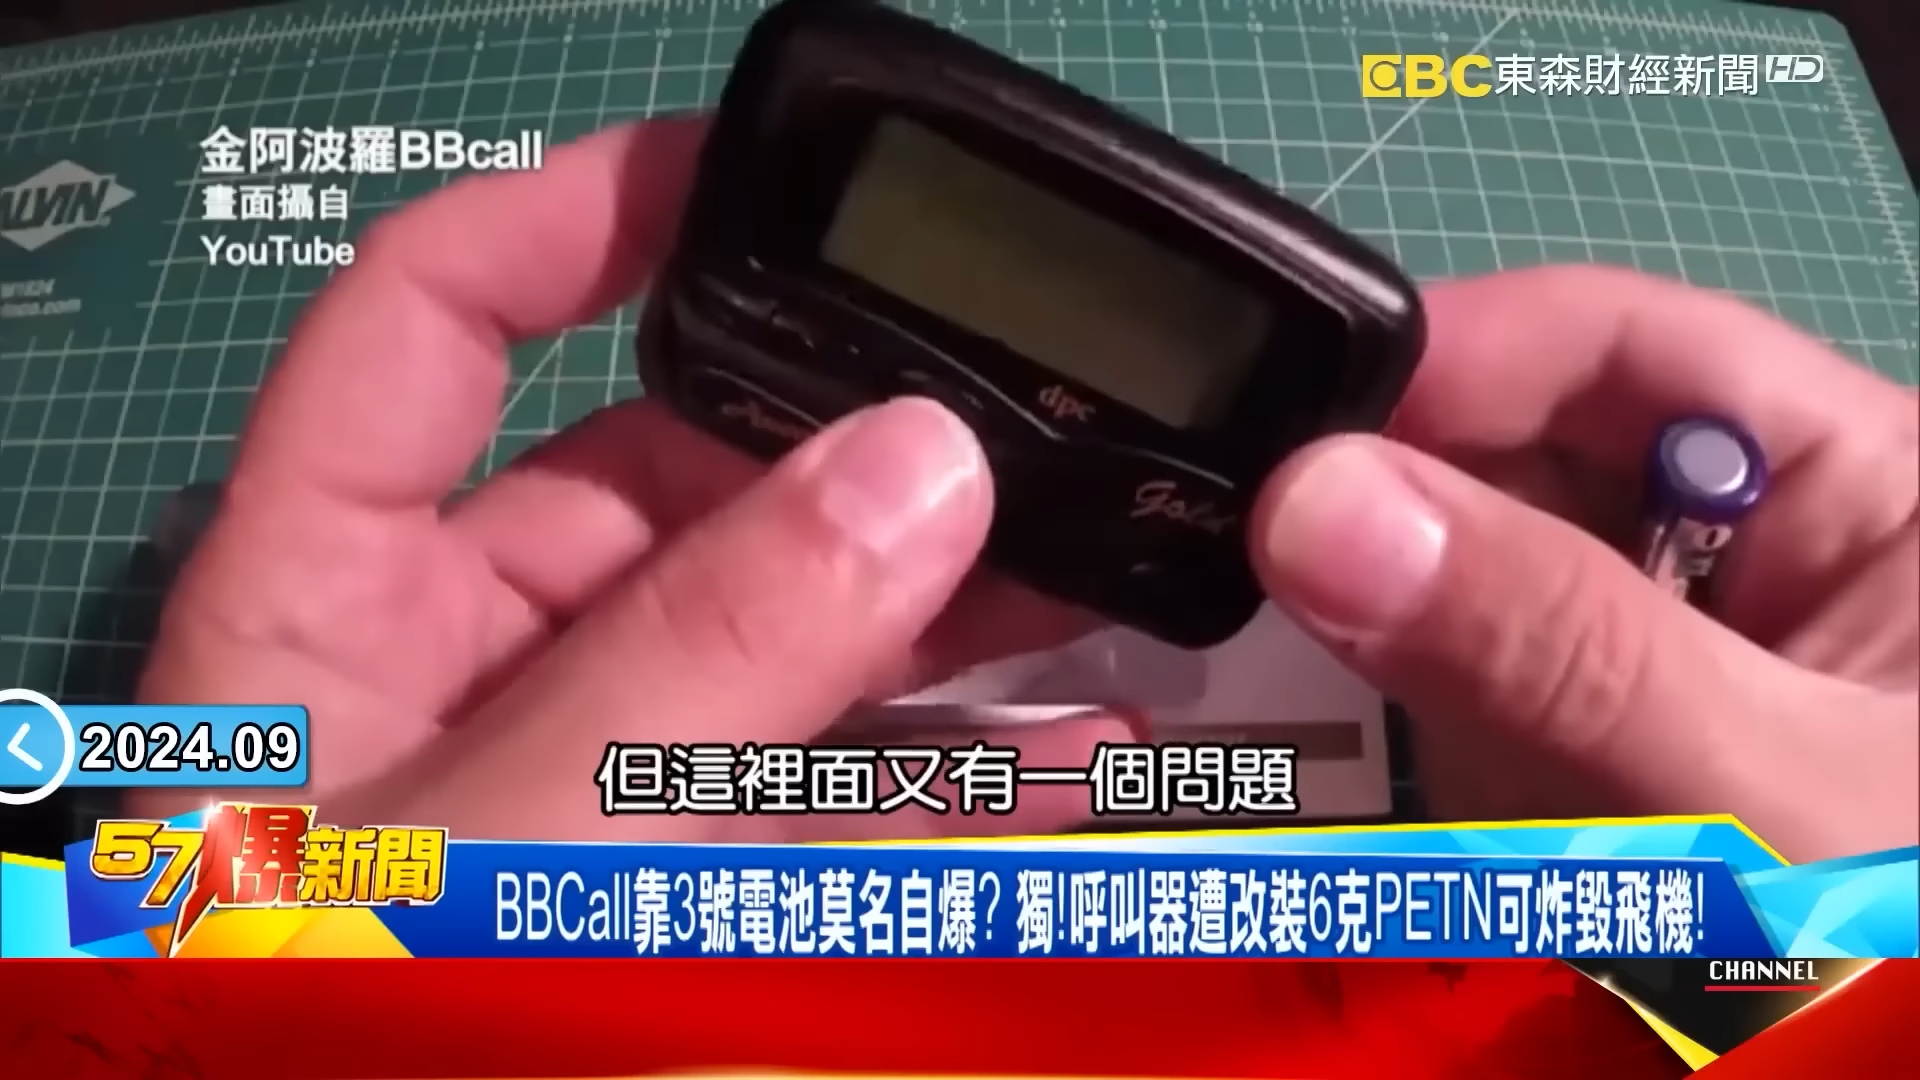 EBC東森財經新聞HD
金阿波羅BBcall
畫面攝自
YouTube
ALVIN
dpc
Gold
2024.09
但這裡面又有一個問題
57爆新聞
BBCall靠3號電池莫名自爆? 獨!呼叫器遭改裝6克PETN可炸毀飛機!
CHANNEL